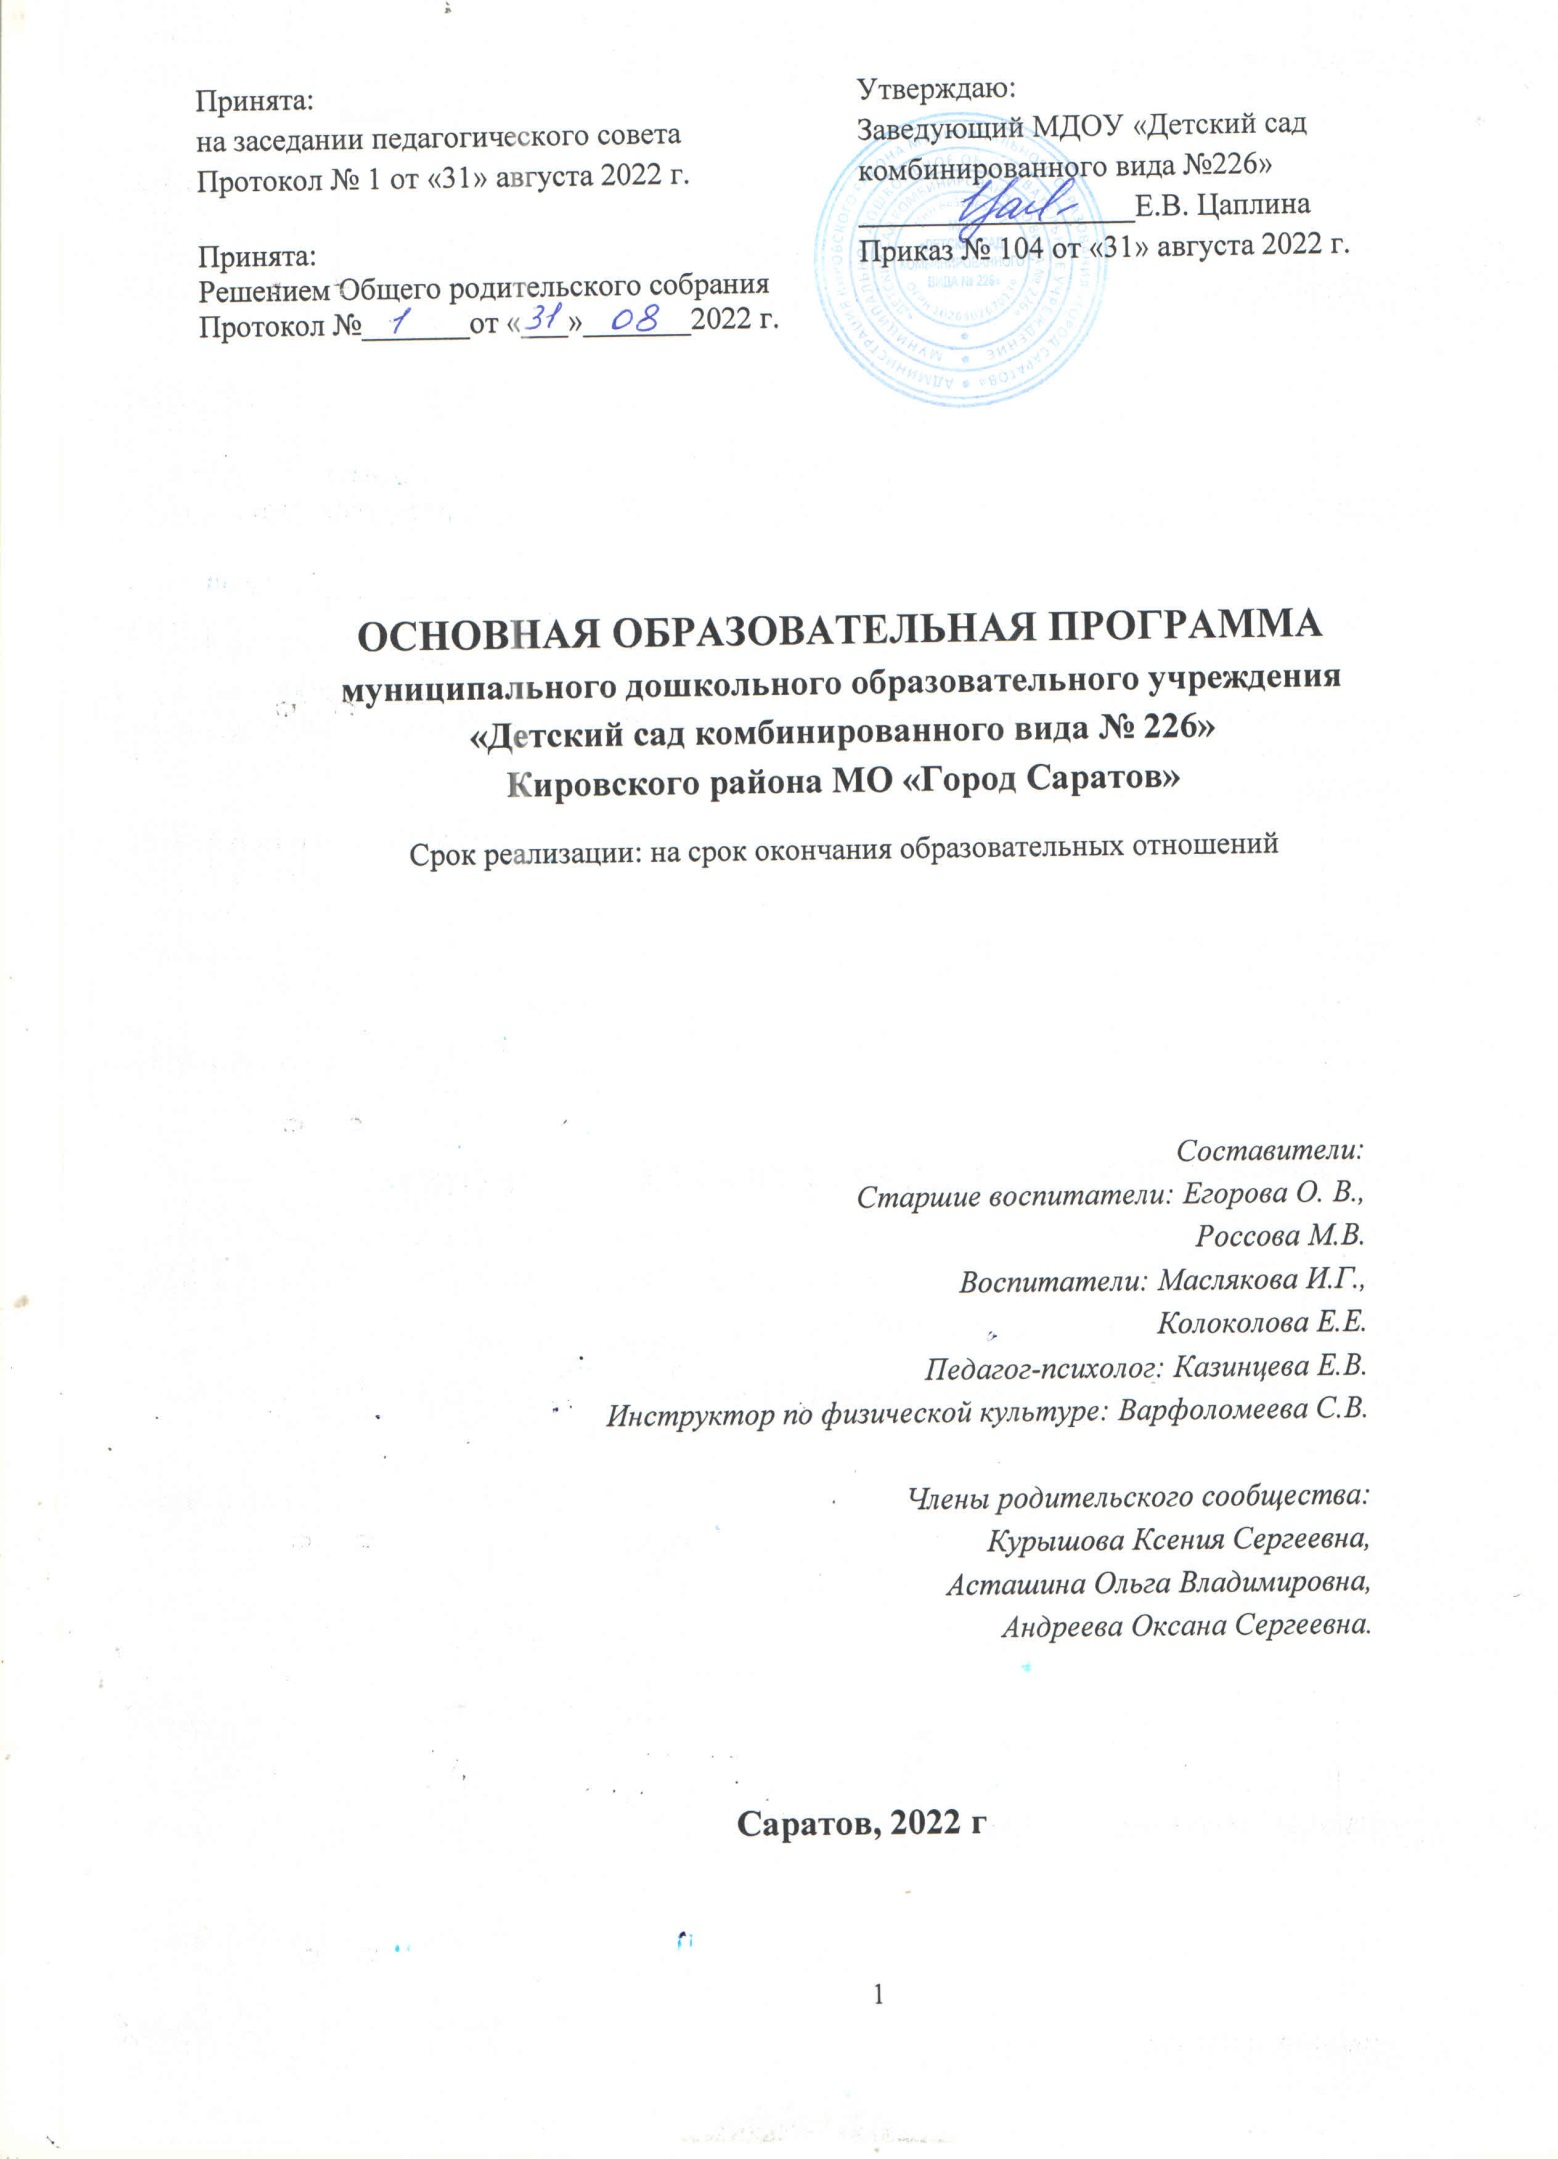 Принята:
на заседании педагогического совета
Протокол № 1 от «31» августа 2022 г.
Принята:
Решением Общего родительского собрания
Протокол №___1____от «31»__08____2022 г.
Утверждаю:
Заведующий МДОУ «Детский сад
комбинированного вида №226»
__________________Е.В. Цаплина
Приказ № 104 от «31» августа 2022 г.
ОСНОВНАЯ ОБРАЗОВАТЕЛЬНАЯ ПРОГРАММА
муниципального дошкольного образовательного учреждения
«Детский сад комбинированного вида № 226»
Кировского района МО «Город Саратов»
Срок реализации: на срок окончания образовательных отношений
Составители:
Старшие воспитатели: Егорова О. В.,
Россова М.В.
Воспитатели: Маслякова И.Г.,
Колоколова Е.Е.
Педагог-психолог: Казинцева Е.В.
Инструктор по физической культуре: Варфоломеева С.В.
Члены родительского сообщества:
Курышова Ксения Сергеевна,
Асташина Ольга Владимировна,
Андреева Оксана Сергеевна.
Саратов, 2022 г
1